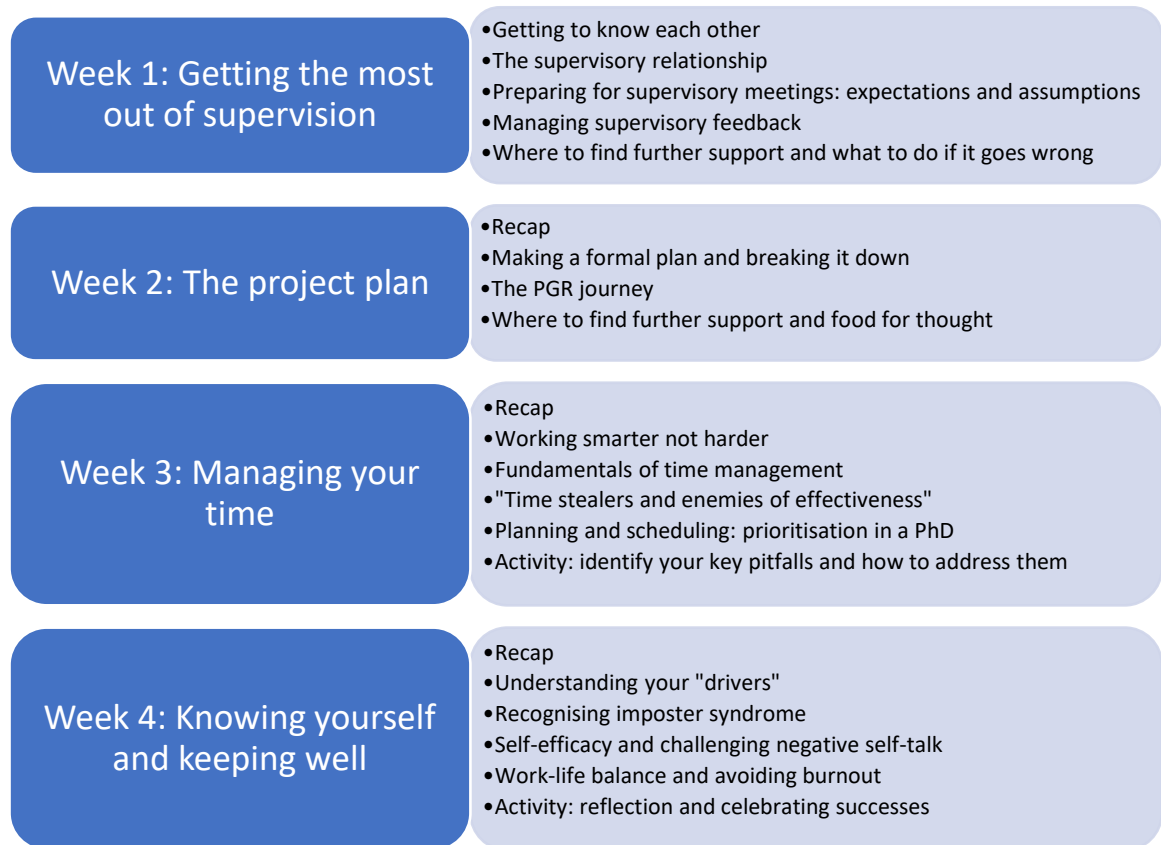 Week 1: Getting the most
out of supervision
•Getting to know each other
•The supervisory relationship
•Preparing for supervisory meetings: expectations and assumptions
•Managing supervisory feedback
•Where to find further support and what to do if it goes wrong
Week 2: The project plan
•Recap
•Making a formal plan and breaking it down
•The PGR journey
•Where to find further support and food for thought
Week 3: Managing your
time
•Recap
•Working smarter not harder
•Fundamentals of time management
•"Time stealers and enemies of effectiveness"
•Planning and scheduling: prioritisation in a PhD
•Activity: identify your key pitfalls and how to address them
Week 4: Knowing yourself
and keeping well
•Recap
•Understanding your "drivers"
•Recognising imposter syndrome
•Self-efficacy and challenging negative self-talk
•Work-life balance and avoiding burnout
•Activity: reflection and celebrating successes